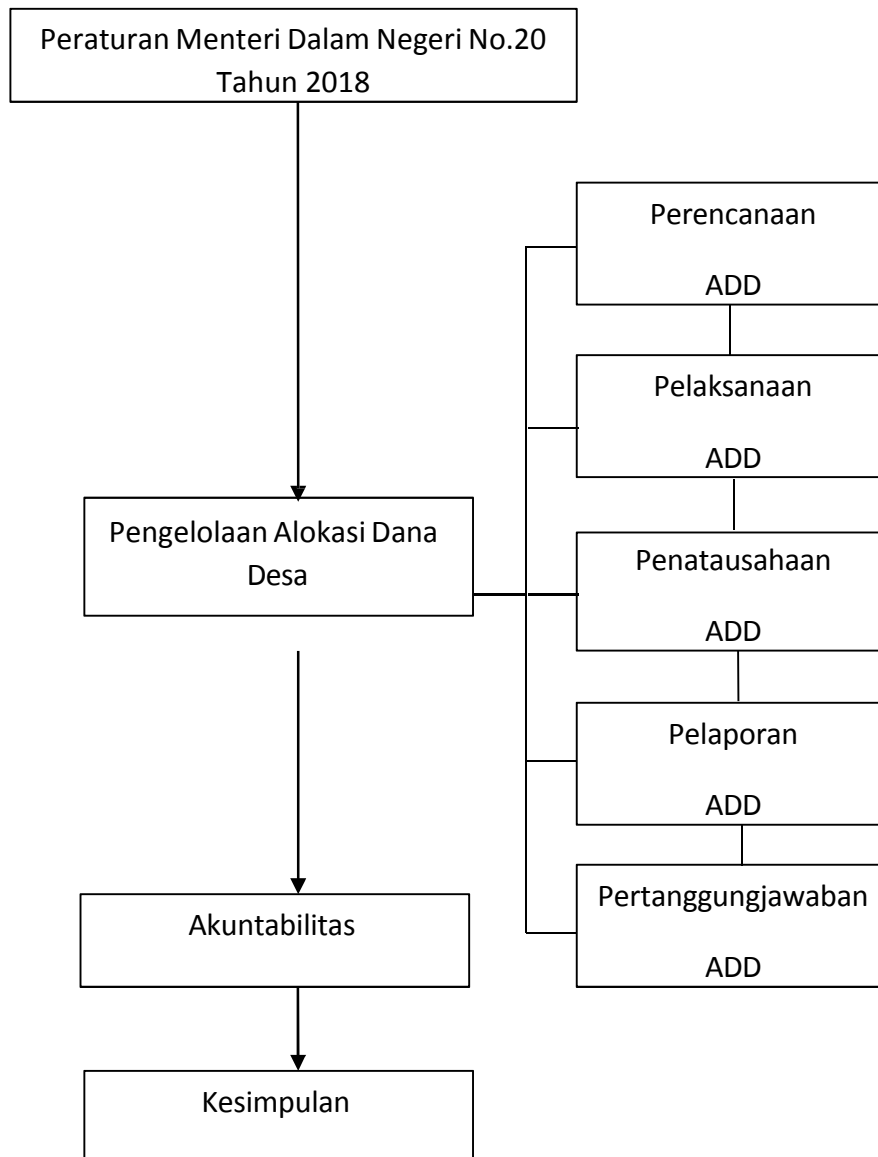 Peraturan Menteri Dalam Negeri No.20
Tahun 2018
Perencanaan
ADD
Pelaksanaan
ADD
Pengelolaan Alokasi Dana
Desa
Penatausahaan
ADD
Pelaporan
ADD
Pertanggungjawaban
ADD
Akuntabilitas
Kesimpulan